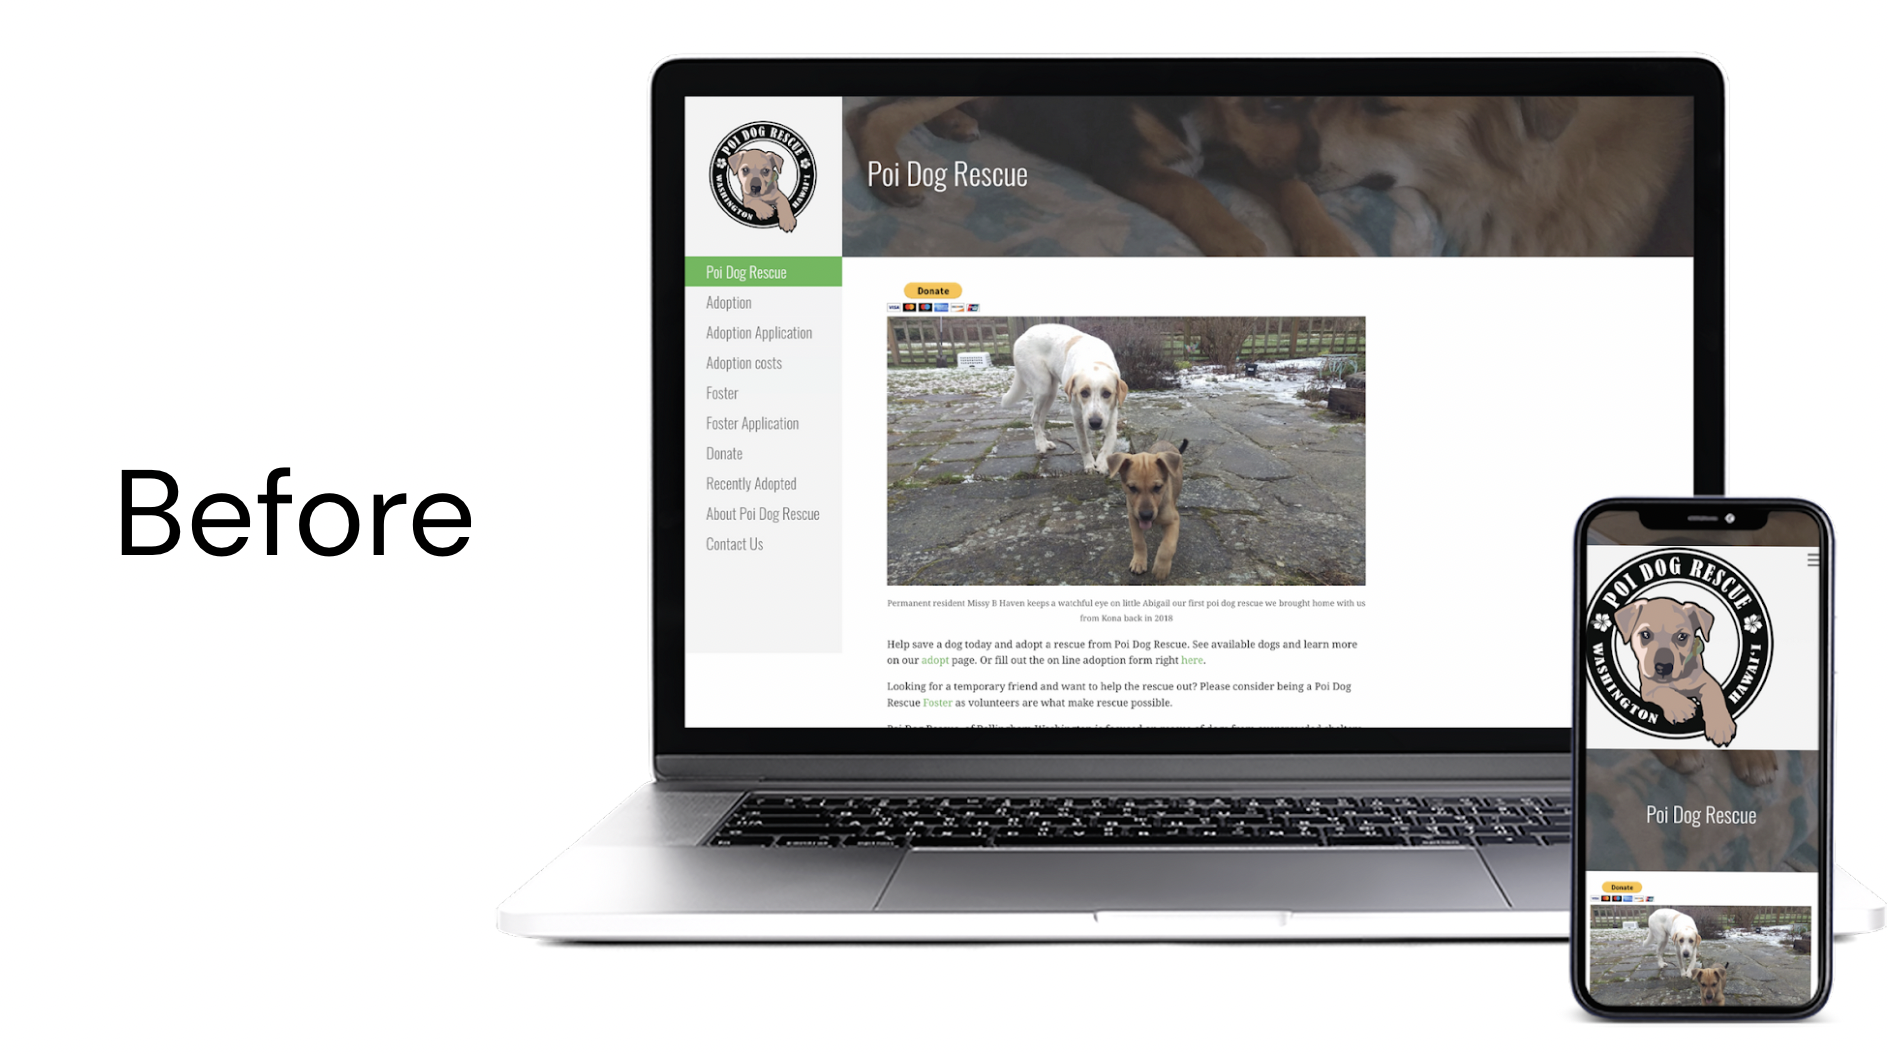 Before
POI DOG RESCUE
WASHINGTON
HAWAI'I
Poi Dog Rescue
Poi Dog Rescue
Adoption
Adoption Application
Adoption costs
Foster
Foster Application
Donate
Recently Adopted
About Poi Dog Rescue
Contact Us
Donate
VISA
Permanent resident Missy B Haven keeps a watchful eye on little Abigail our first poi dog rescue we brought home with us
from Kona back in 2018
Help save a dog today and adopt a rescue from Poi Dog Rescue. See available dogs and learn more
on our adopt page. Or fill out the on line adoption form right here.
Looking for a temporary friend and want to help the rescue out? Please consider being a Poi Dog
Rescue Foster as volunteers are what make rescue possible.
POI DOG RESCUE
WASHINGTON
HAWAI'I
Poi Dog Rescue
Donate